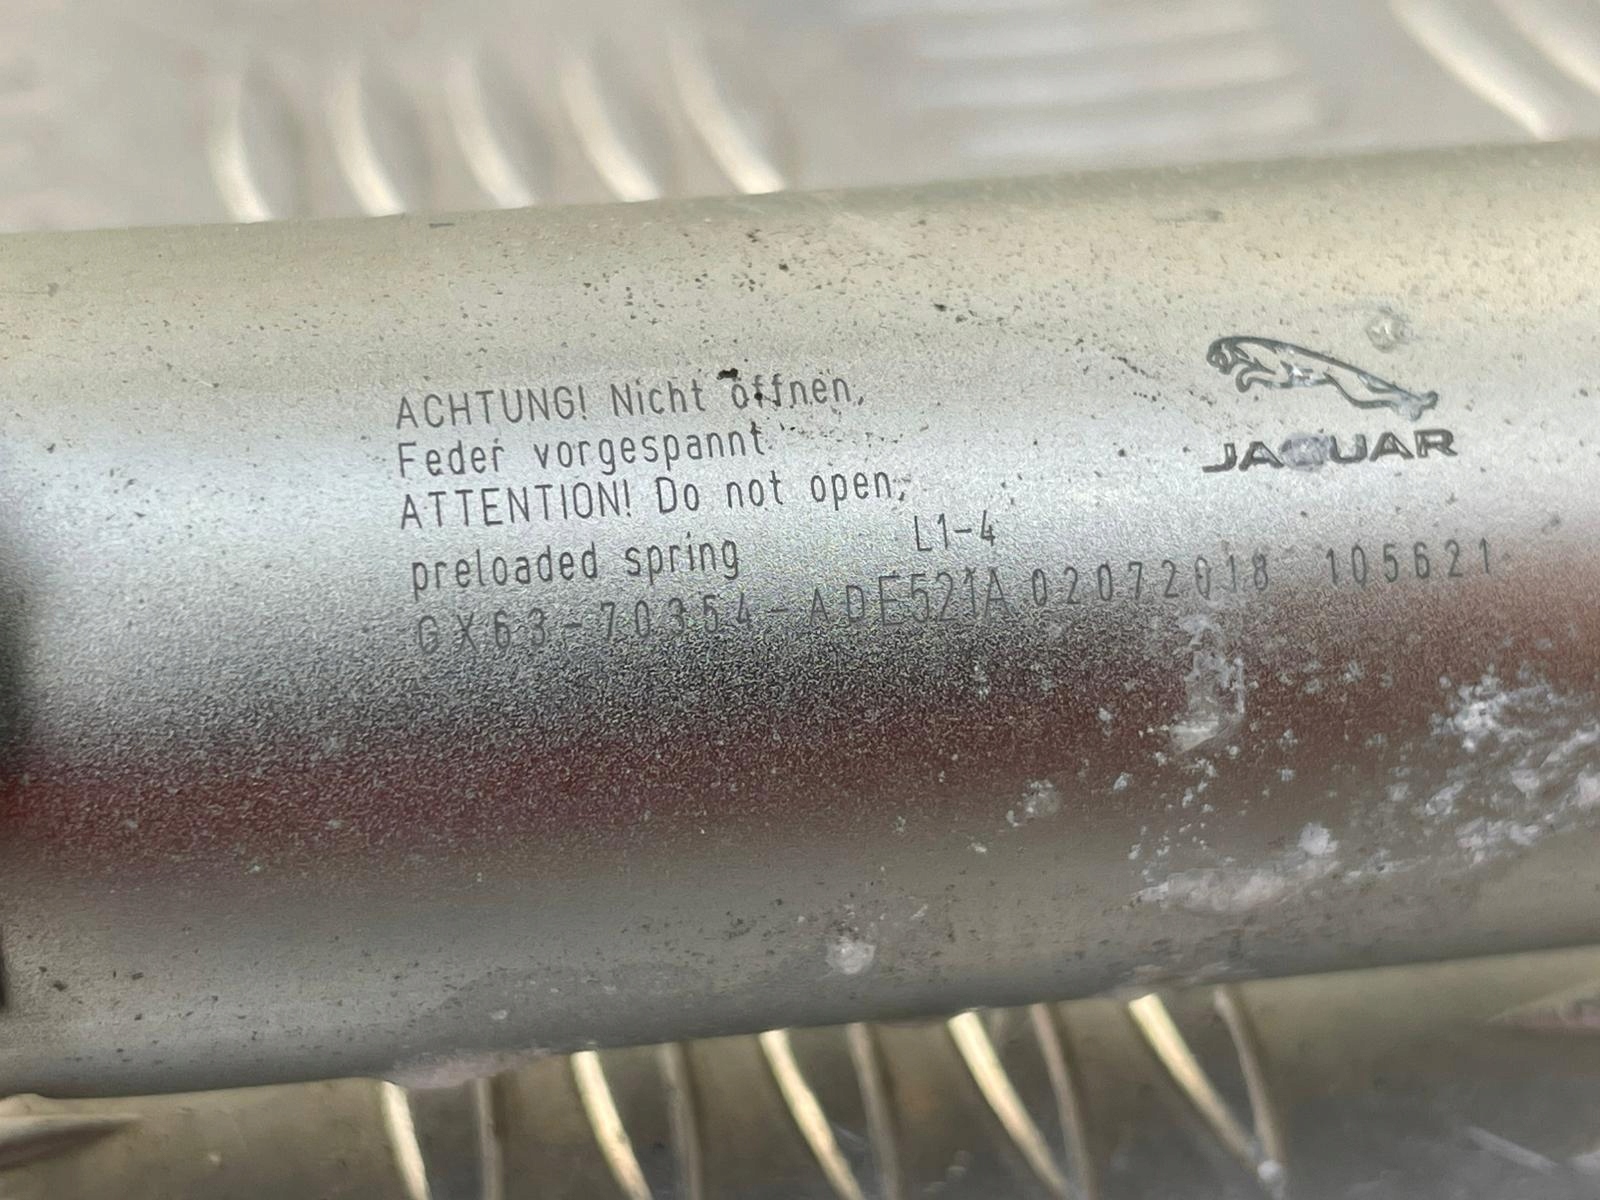 ACHTUNG! Nicht öffnen,
Feder vorgespannt.
ATTENTION! Do not open,
preloaded spring
L1-4
GX63-70354-ADE521A 02072018 105621
JAGUAR